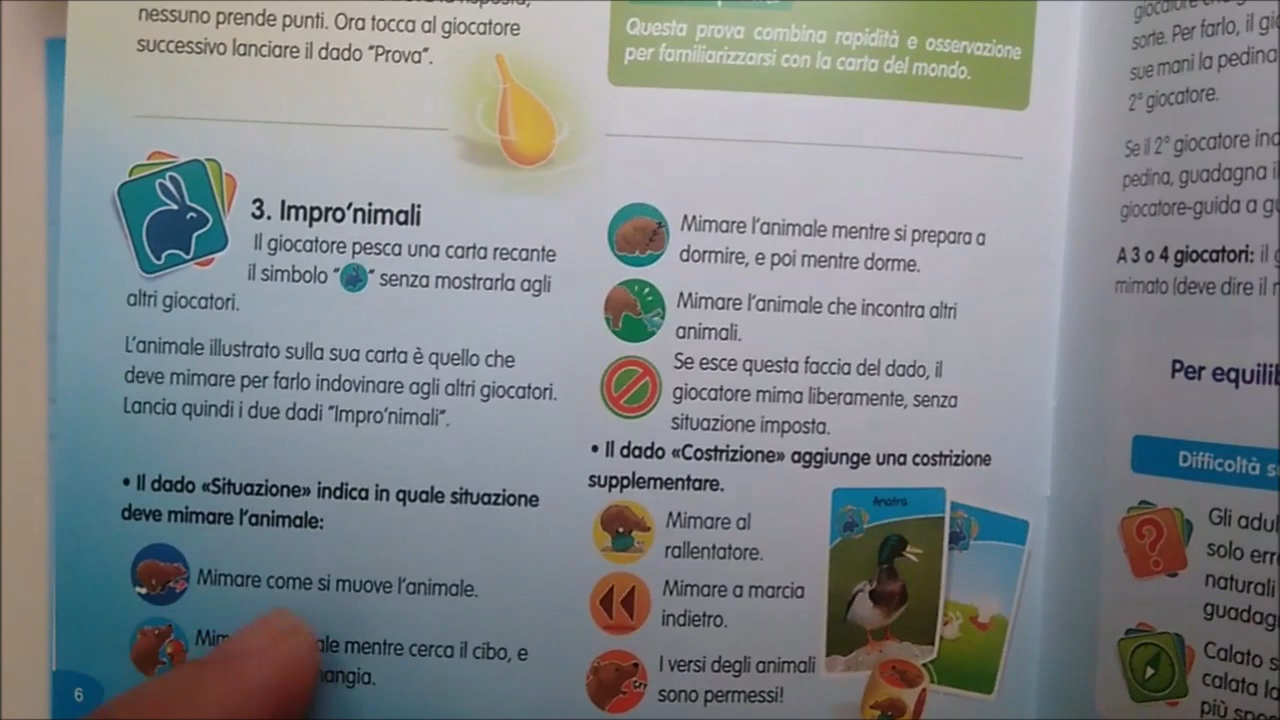 nessuno prende punti. Ora tocca al giocatore
successivo lanciare il dado “Prova”.
3. Impro’nimali
Il giocatore pesca una carta recante
il simbolo “ ” senza mostrarla agli
altri giocatori.
L’animale illustrato sulla sua carta è quello che
deve mimare per farlo indovinare agli altri giocatori.
Lancia quindi i due dadi “Impro’nimali”.
• Il dado «Situazione» indica in quale situazione
deve mimare l’animale:
Mimare come si muove l’animale.
mentre cerca il cibo, e
6
Questa prova combina rapidità e osservazione
per familiarizzarsi con la carta del mondo.
Mimare l’animale mentre si prepara a
dormire, e poi mentre dorme.
Mimare l’animale che incontra altri
animali.
Se esce questa faccia del dado, il
giocatore mima liberamente, senza
situazione imposta.
• Il dado «Costrizione» aggiunge una costrizione
supplementare.
Mimare al
rallentatore.
Mimare a marcia
indietro.
I versi degli animali
sono permessi!
Anatra
sorte. Per farlo, il
sue mani la pedina
2° giocatore.
Se il 2° giocatore
pedina, guadagna
giocatore-guida a
A 3 o 4 giocatori: il
mimato (deve dire il
Per
Difficoltà
Gli
solo
naturali
Calato
calata
più